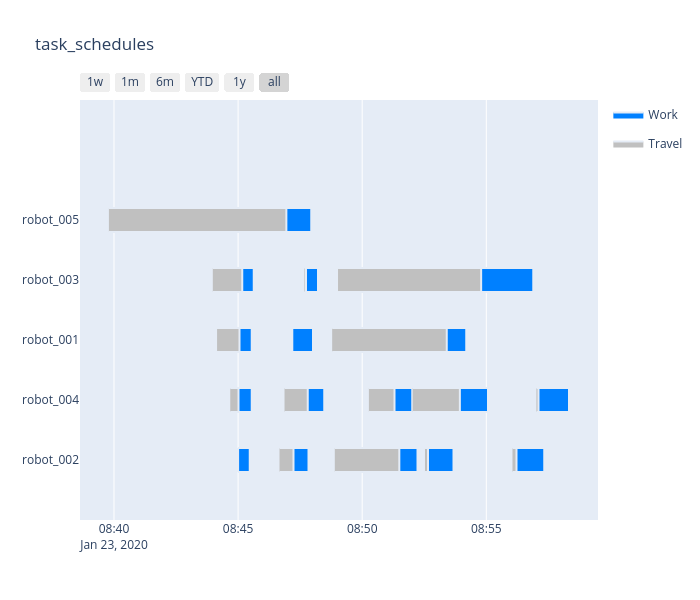 task_schedules
1w 1m 6m YTD 1y all
Work
Travel
robot_005
robot_003
robot_001
robot_004
robot_002
08:40 08:45 08:50 08:55
Jan 23, 2020